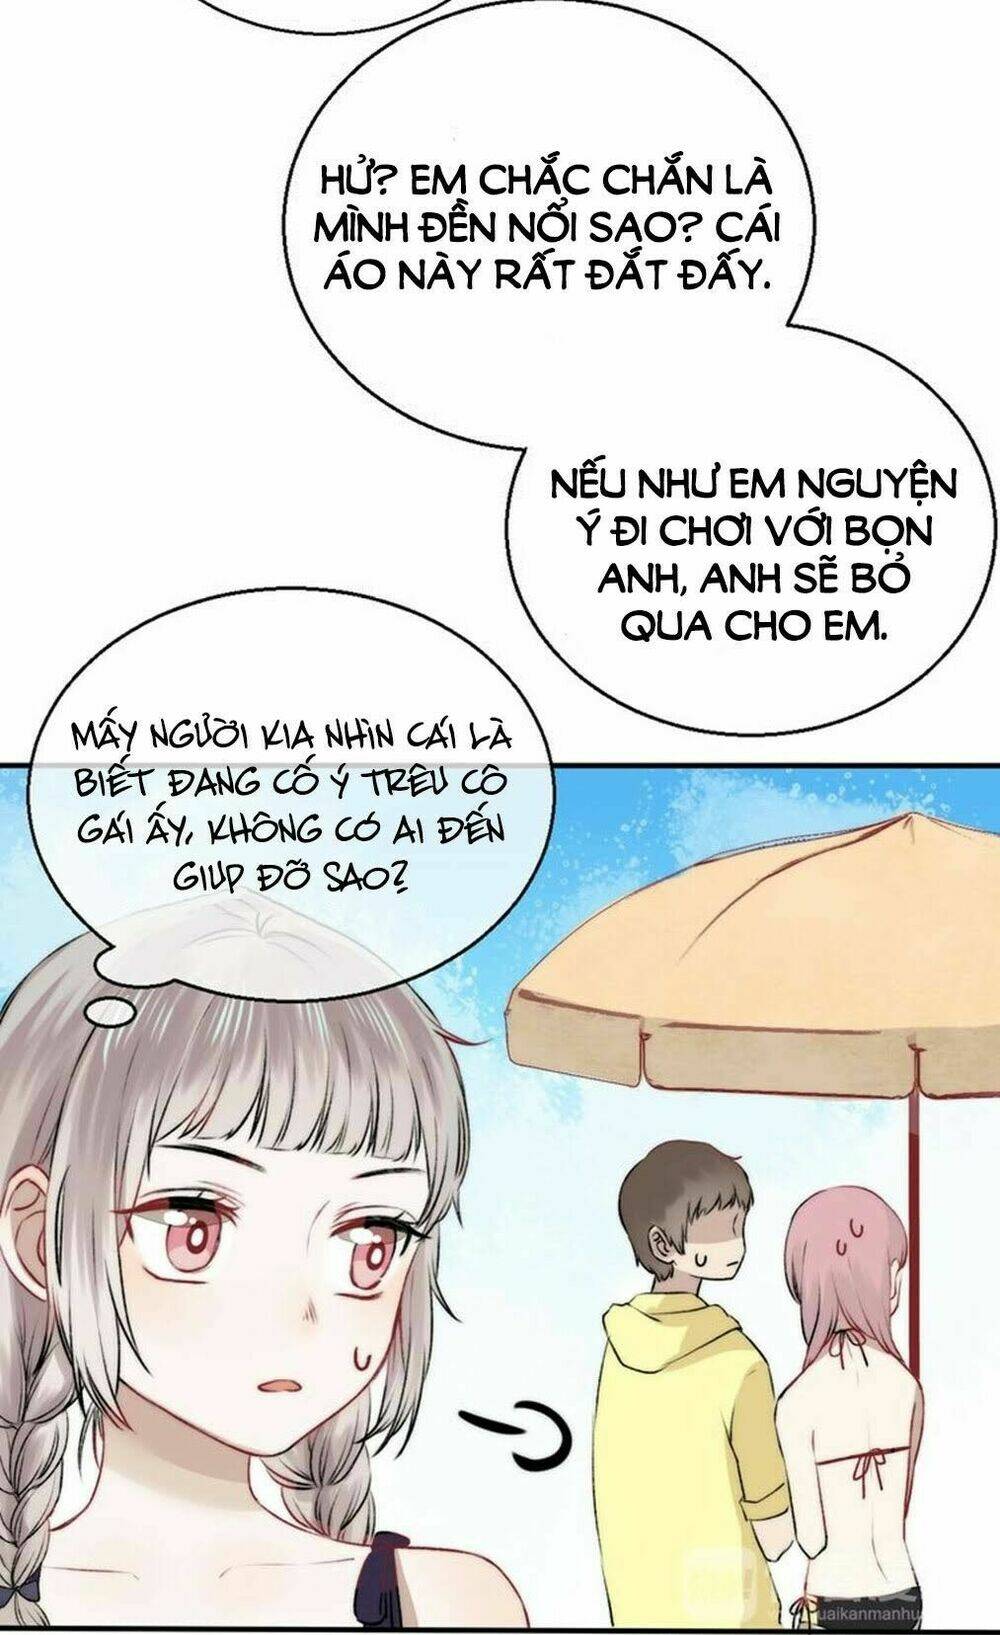 HỬ? EM CHẮC CHẮN LÀ
MÌNH ĐỀN NỔI SAO? CÁI
ÁO NÀY RẤT ĐẮT ĐẤY.
NẾU NHƯ EM NGUYỆN
Ý ĐI CHƠI VỚI BỌN
ANH, ANH SẼ BỎ
QUA CHO EM.
MẤY NGƯỜI KIA NHÌN CÁI LÀ
BIẾT ĐANG CỐ Ý TRÊU CÔ
GÁI ẤY, KHÔNG CÓ AI ĐẾN
GIUP ĐỠ SAO?
uaikanmanhu